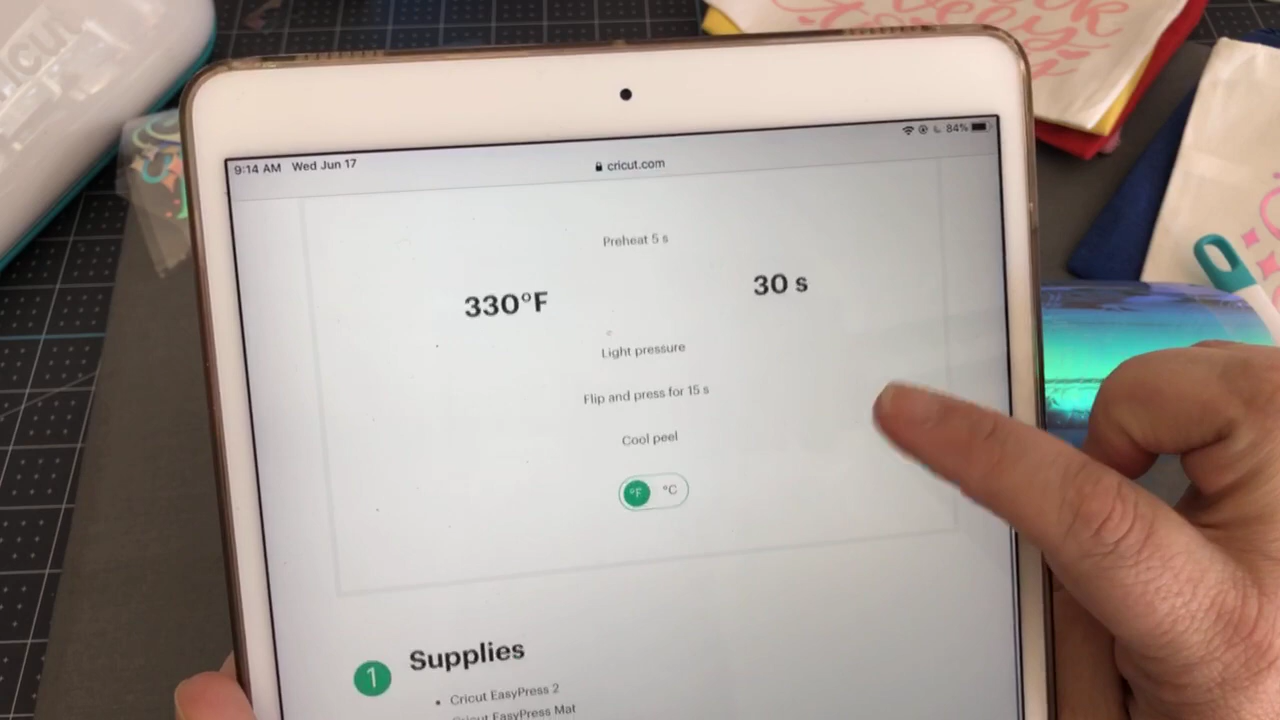 CRICUT
9:14 AM Wed Jun 17
cricut.com
84%
Preheat 5 s
330°F
30 s
Light pressure
Flip and press for 15 s
Cool peel
°F °C
1 Supplies
• Cricut EasyPress 2
Cricut EasyPress Mat